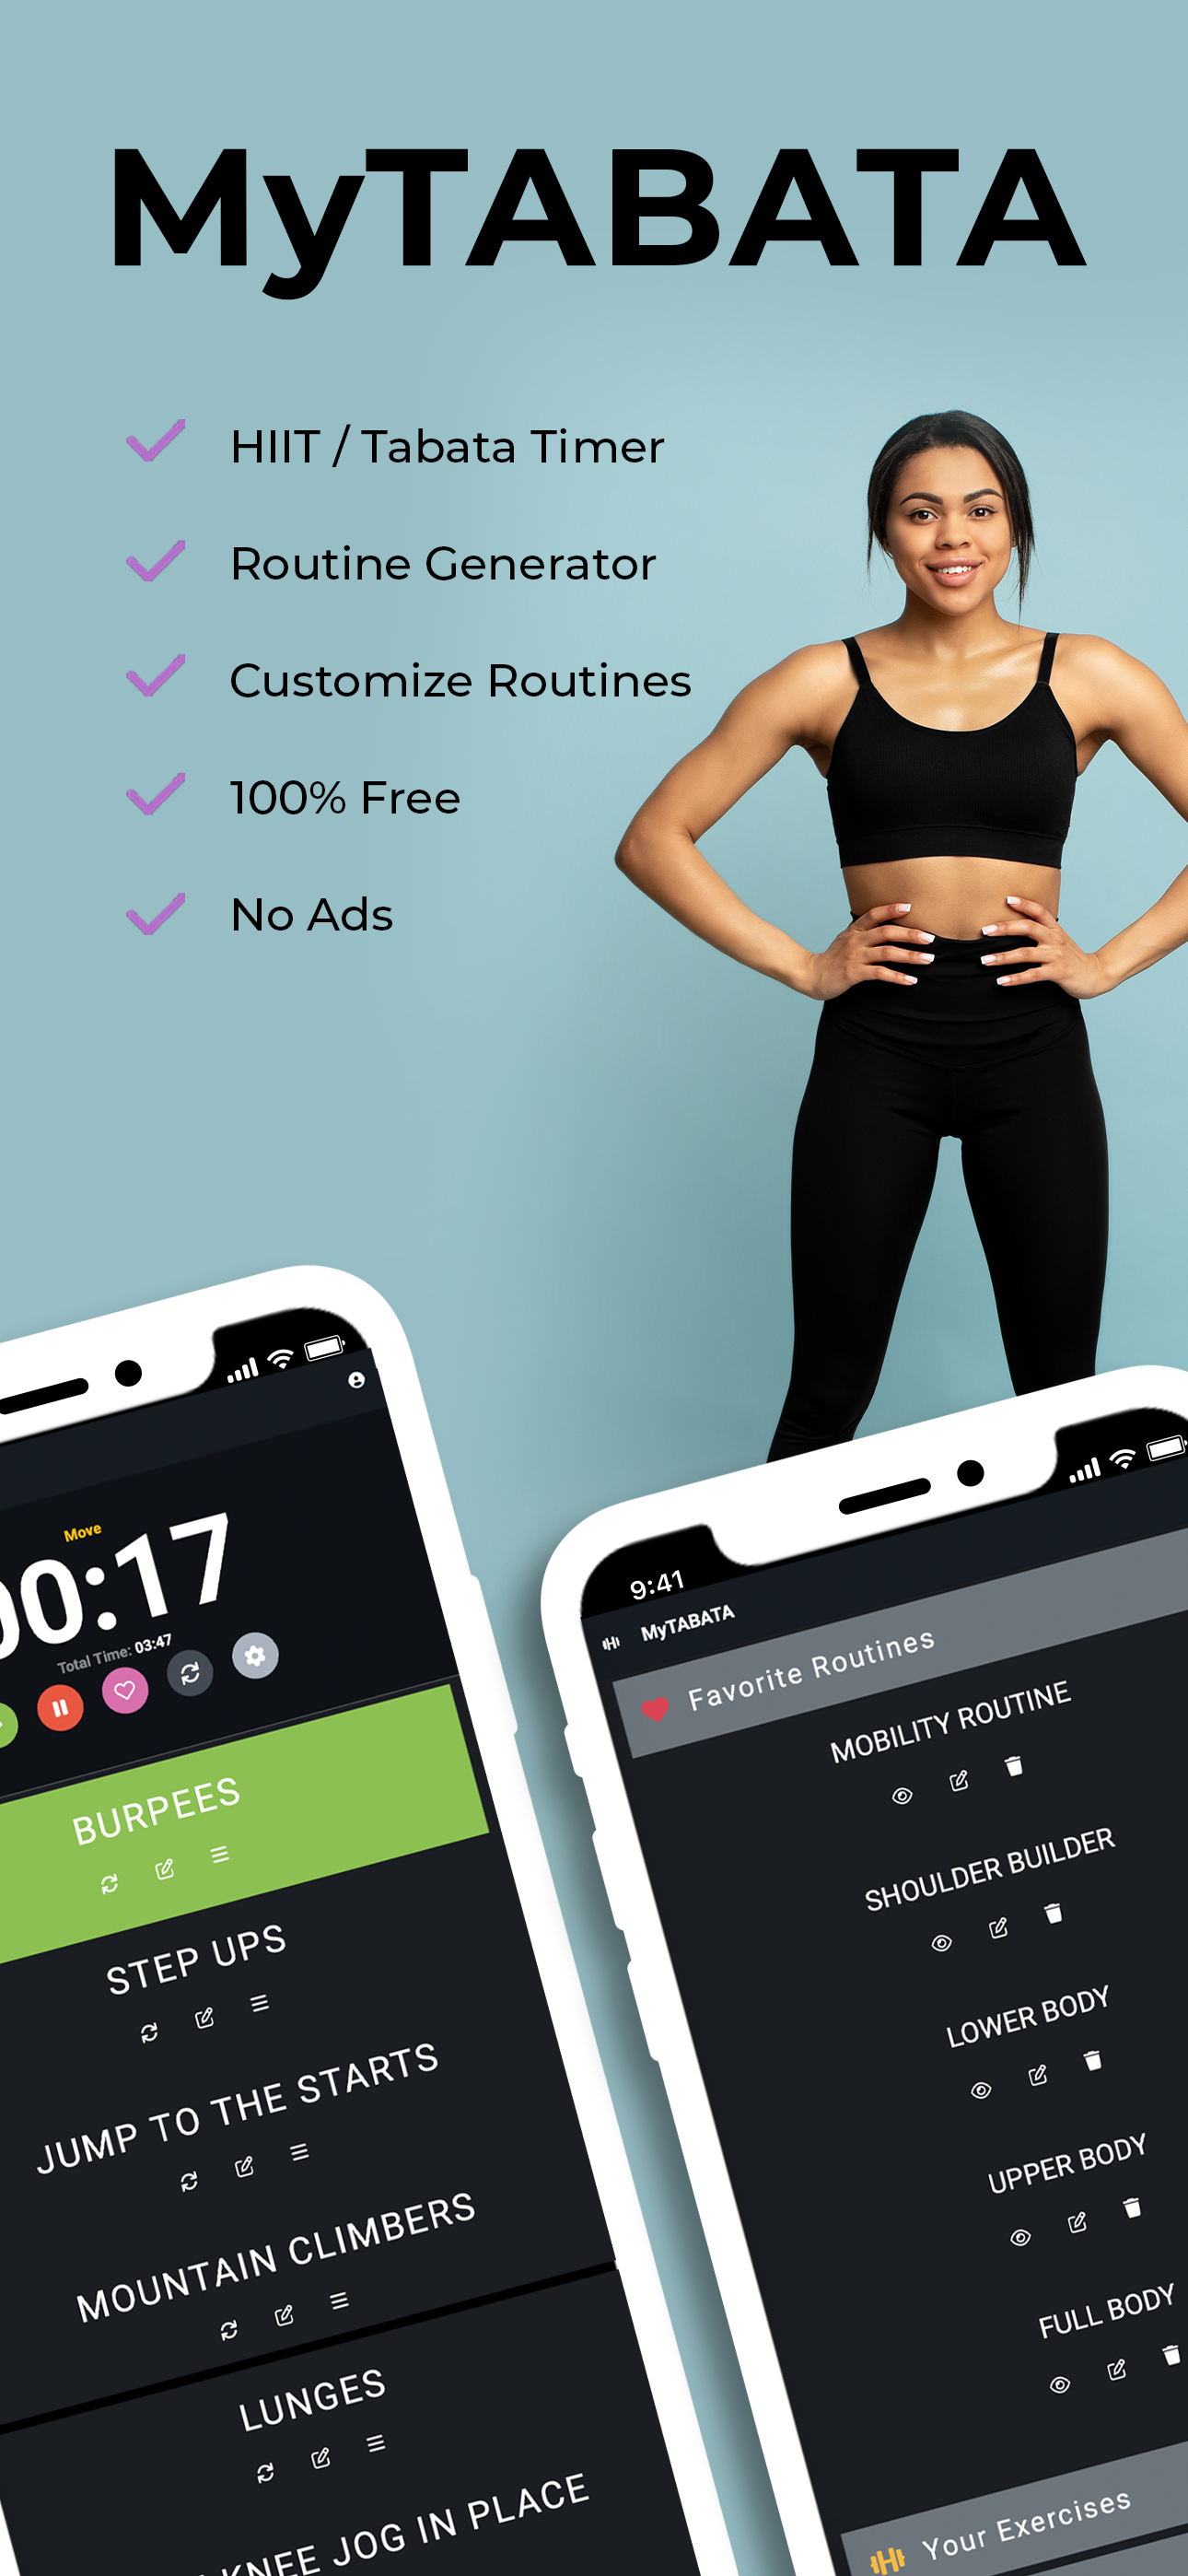 MyTABATA
HIIT / Tabata Timer
Routine Generator
Customize Routines
100% Free
No Ads
Move
00:17
Total Time: 03:47
BURPEES
STEP UPS
JUMP TO THE STARTS
MOUNTAIN CLIMBERS
LUNGES
KNEE JOG IN PLACE
9:41
MyTABATA
Favorite Routines
MOBILITY ROUTINE
SHOULDER BUILDER
LOWER BODY
UPPER BODY
FULL BODY
Your Exercises